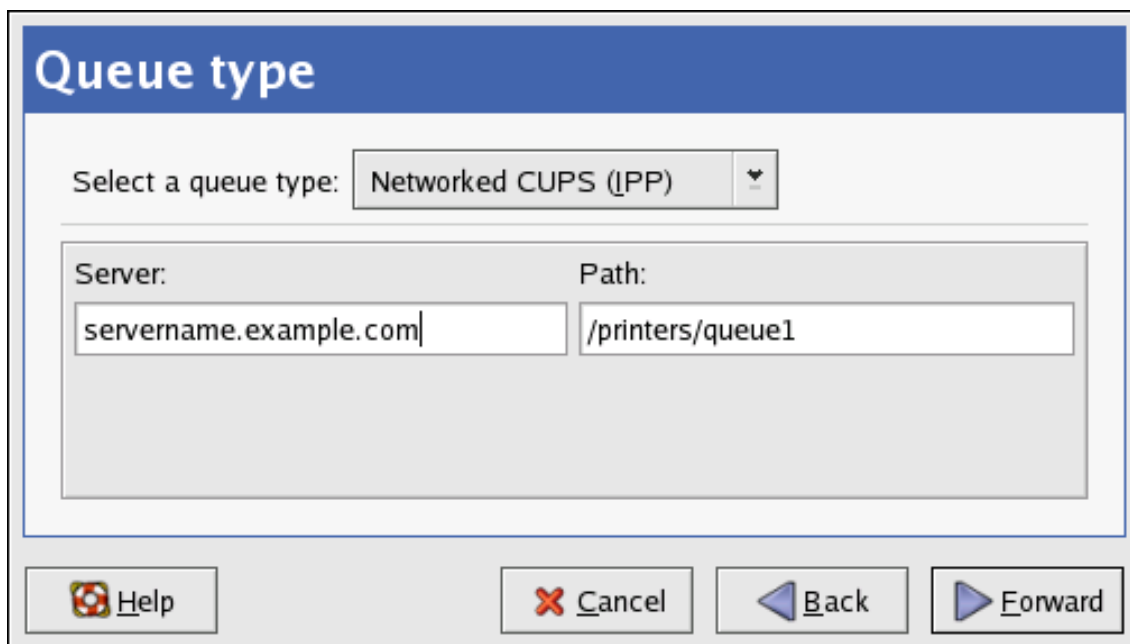 Queue type
Select a queue type: Networked CUPS (IPP)
Server: Path:
servername.example.com /printers/queue1
Help Cancel Back Forward